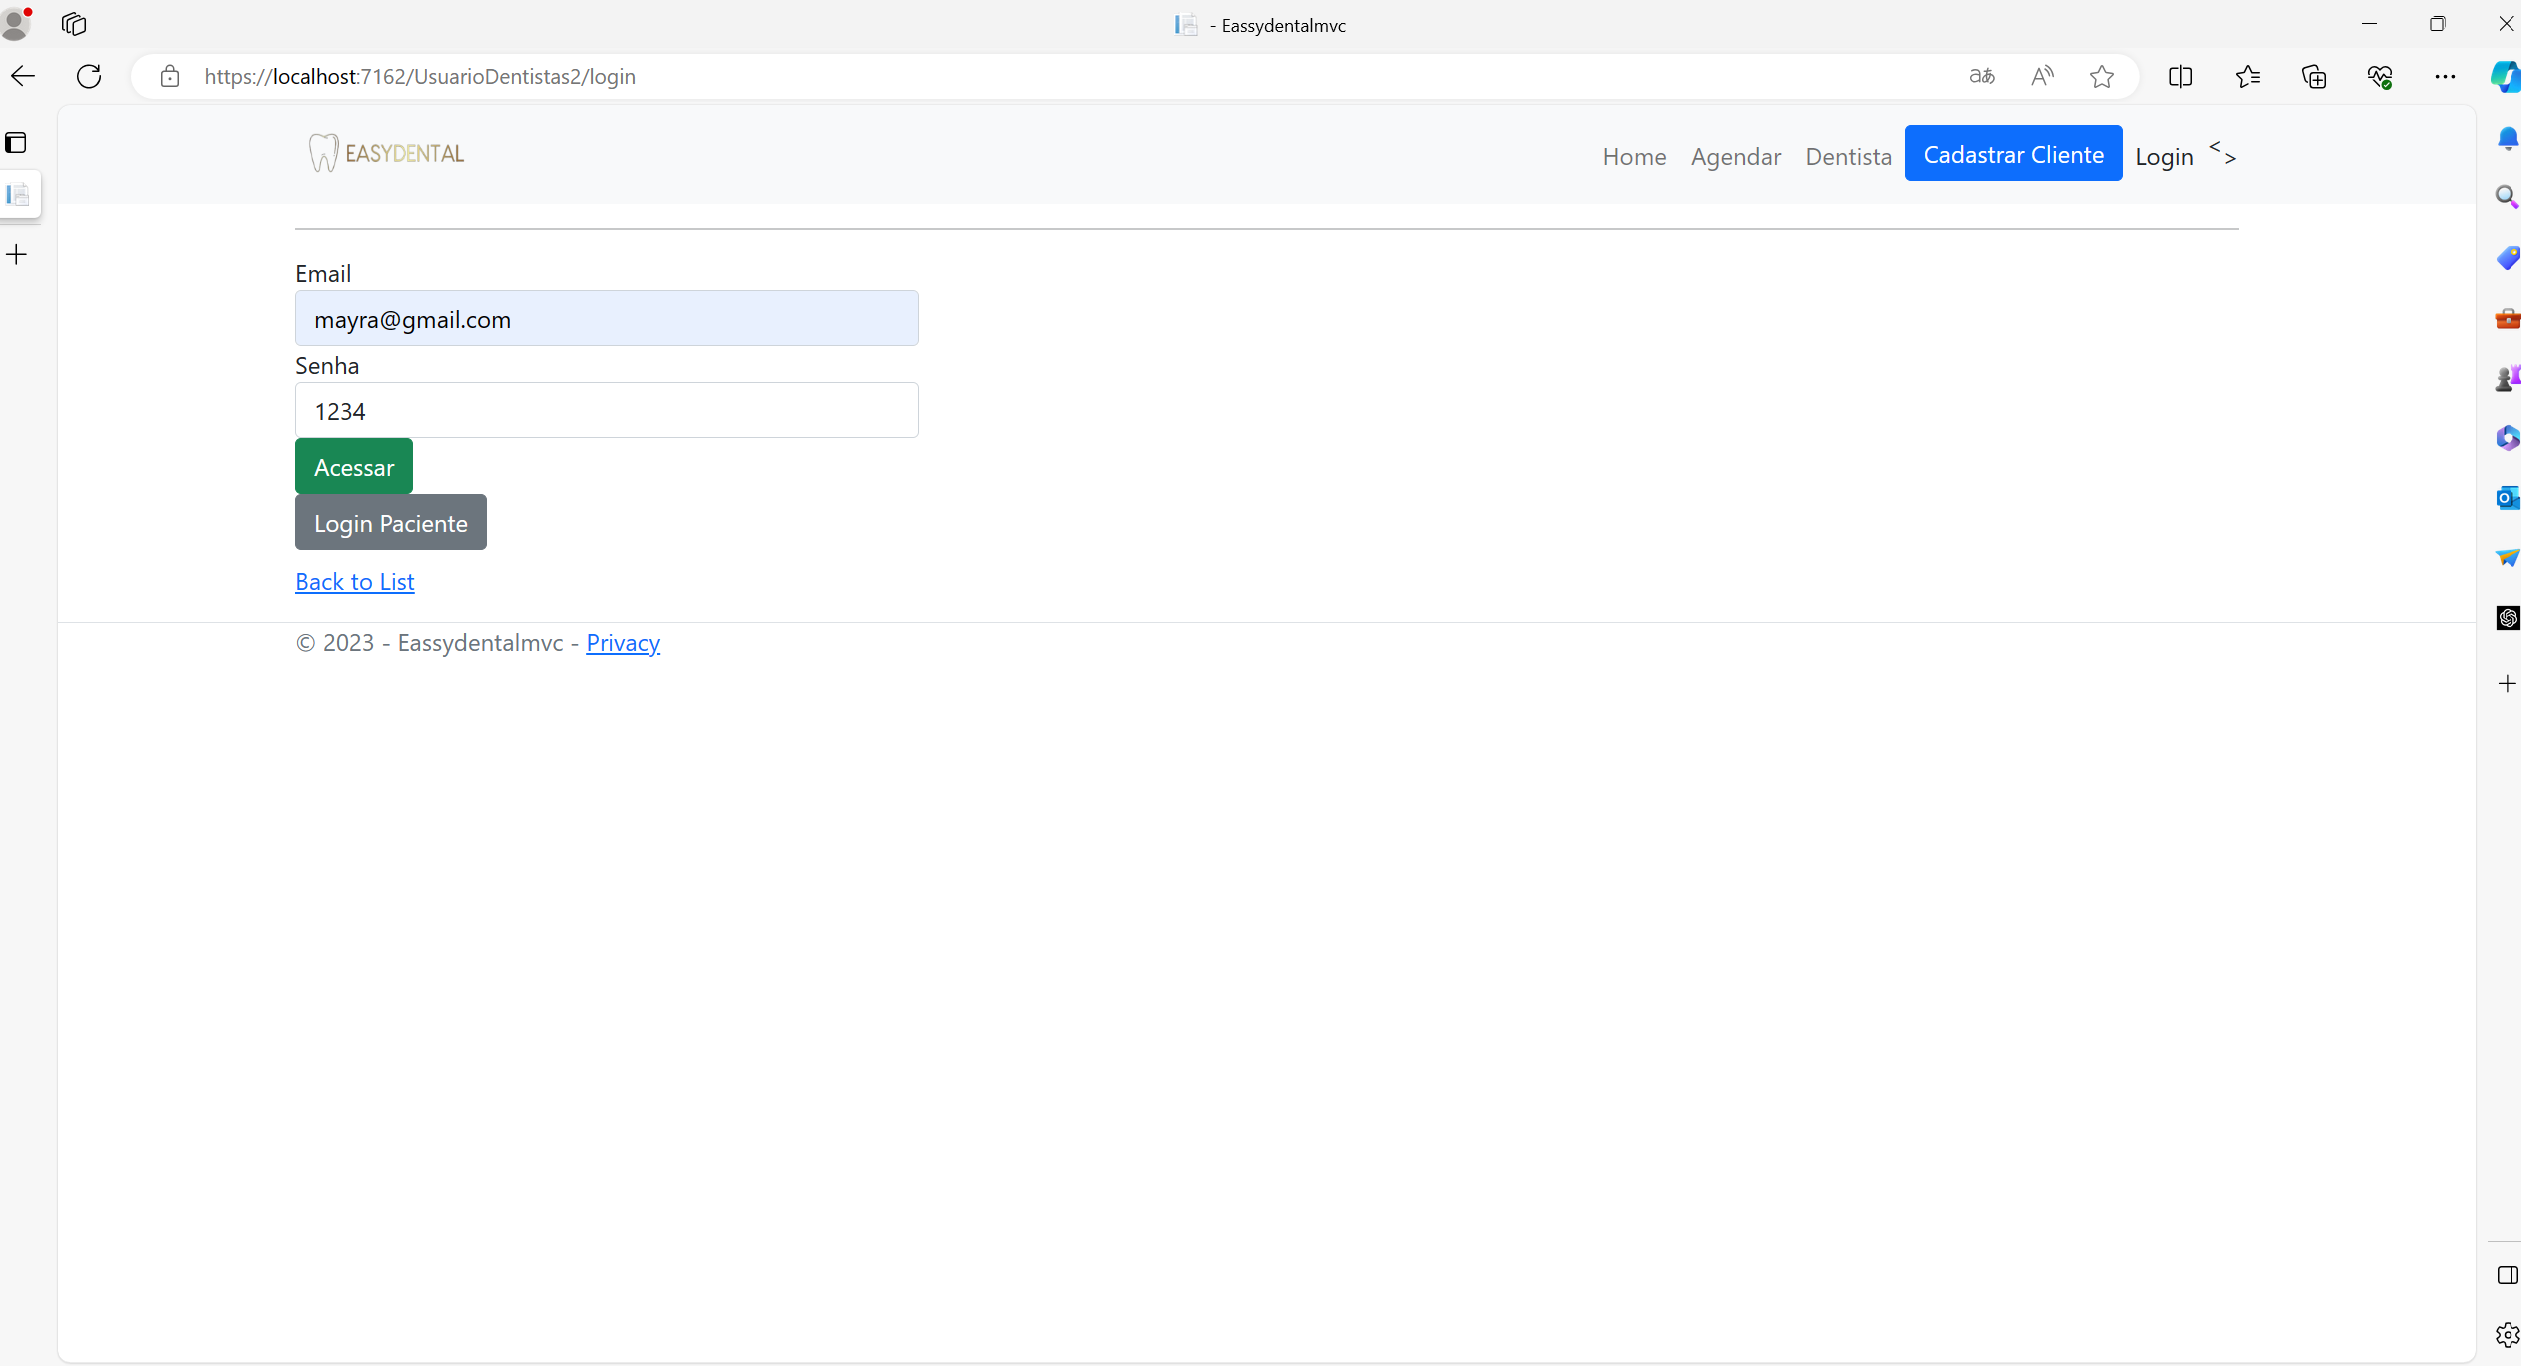 - Eassydentalmvc
https://localhost:7162/UsuarioDentistas2/login
EASYDENTAL
Home Agendar Dentista Cadastrar Cliente Login < >
Email
mayra@gmail.com
Senha
1234
Acessar
Login Paciente
Back to List
© 2023 - Eassydentalmvc - Privacy